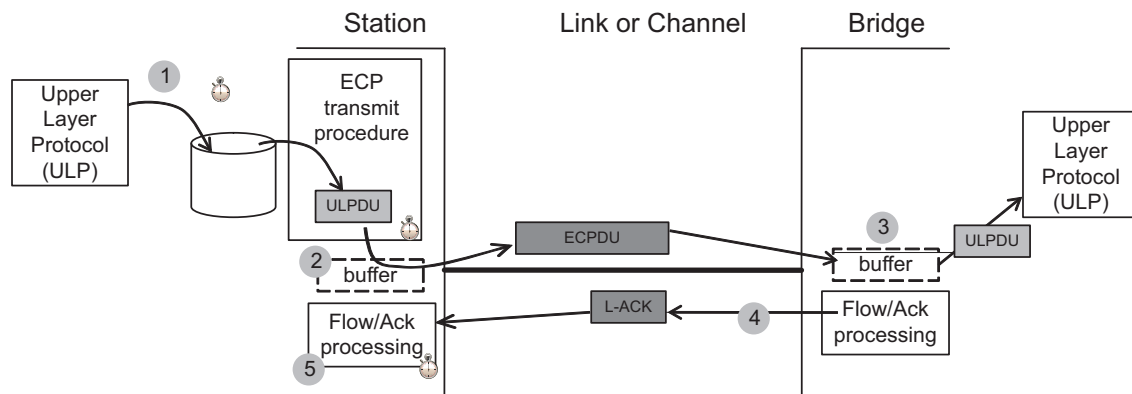 Station
Link or Channel
Bridge
1
Upper
Layer
Protocol
(ULP)
ECP
transmit
procedure
ULPDU
2
buffer
ECPDU
3
buffer
ULPDU
Upper
Layer
Protocol
(ULP)
Flow/Ack
processing
5
L-ACK
4
Flow/Ack
processing